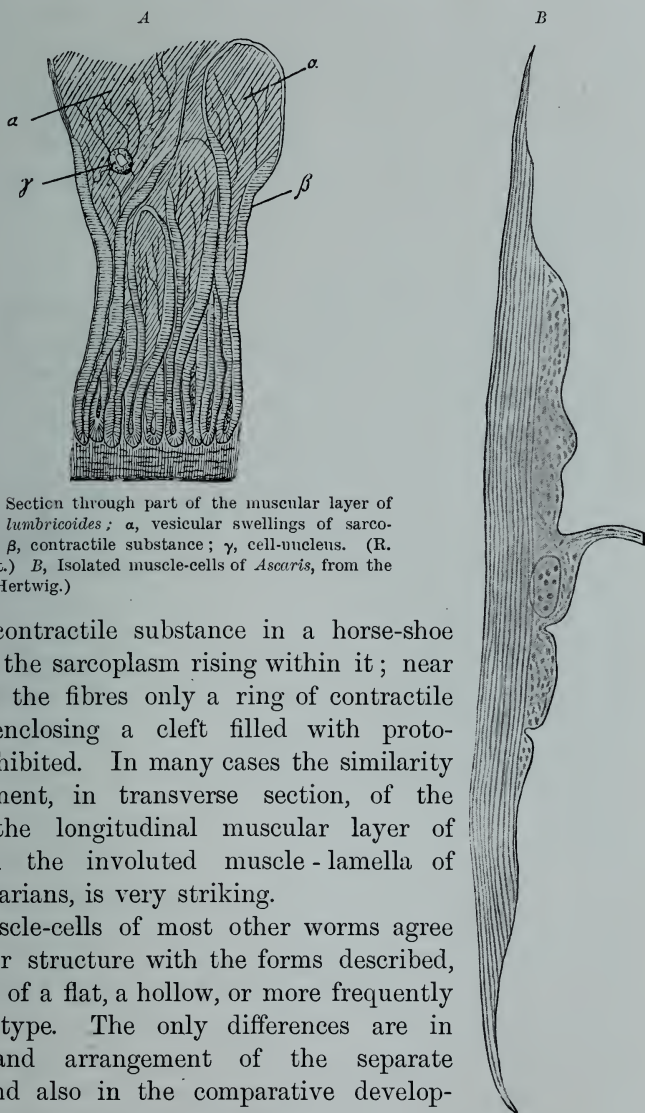 A
B
α
α
γ
β
Section through part of the muscular layer of
lumbricoides; α, vesicular swellings of sarco-
β, contractile substance; γ, cell-nucleus. (R.
t.) B, Isolated muscle-cells of Ascaris, from the
Hertwig.)
contractile substance in a horse-shoe
the sarcoplasm rising within it; near
the fibres only a ring of contractile
enclosing a cleft filled with proto-
hibited. In many cases the similarity
ment, in transverse section, of the
the longitudinal muscular layer of
the involuted muscle-lamella of
arians, is very striking.
scle-cells of most other worms agree
r structure with the forms described,
of a flat, a hollow, or more frequently
type. The only differences are in
and arrangement of the separate
nd also in the comparative develop-